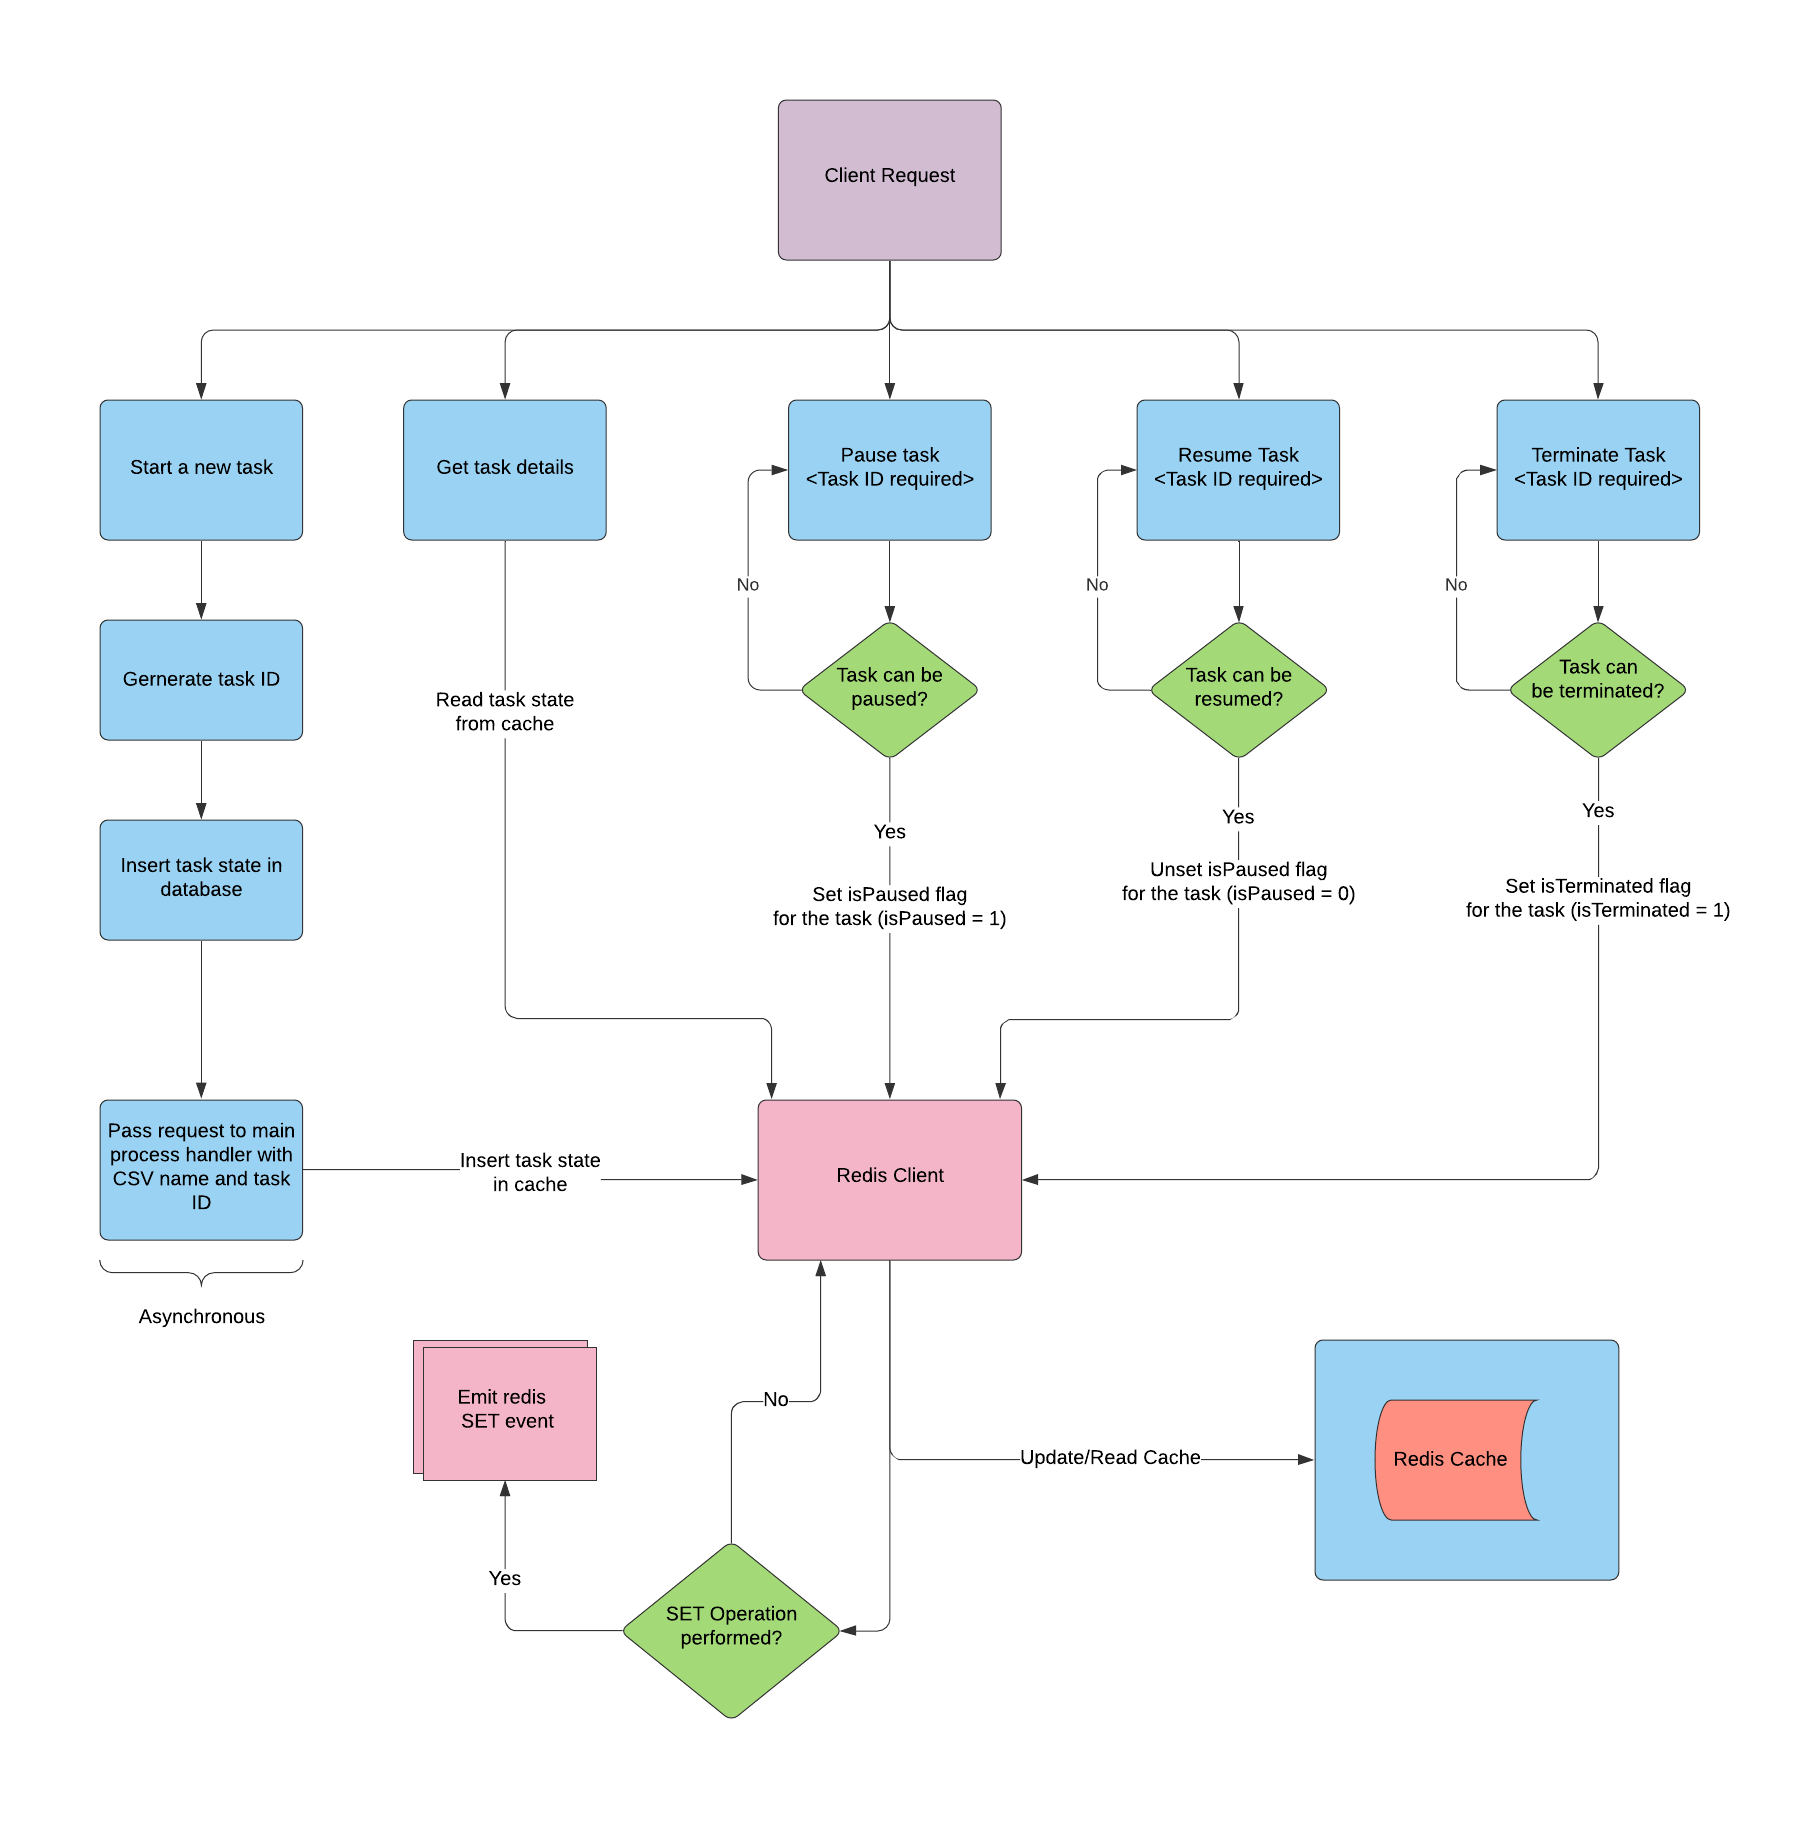 Client Request
Start a new task
Get task details
Pause task
<Task ID required>
Resume Task
<Task ID required>
Terminate Task
<Task ID required>
No
No
No
Gernerate task ID
Read task state
from cache
Task can be
paused?
Task can be
resumed?
Task can
be terminated?
Yes
Yes
Yes
Insert task state in
database
Set isPaused flag
for the task (isPaused = 1)
Unset isPaused flag
for the task (isPaused = 0)
Set isTerminated flag
for the task (isTerminated = 1)
Pass request to main
process handler with
CSV name and task
ID
Insert task state
in cache
Redis Client
Asynchronous
Emit redis
SET event
No
Update/Read Cache
Redis Cache
Yes
SET Operation
performed?